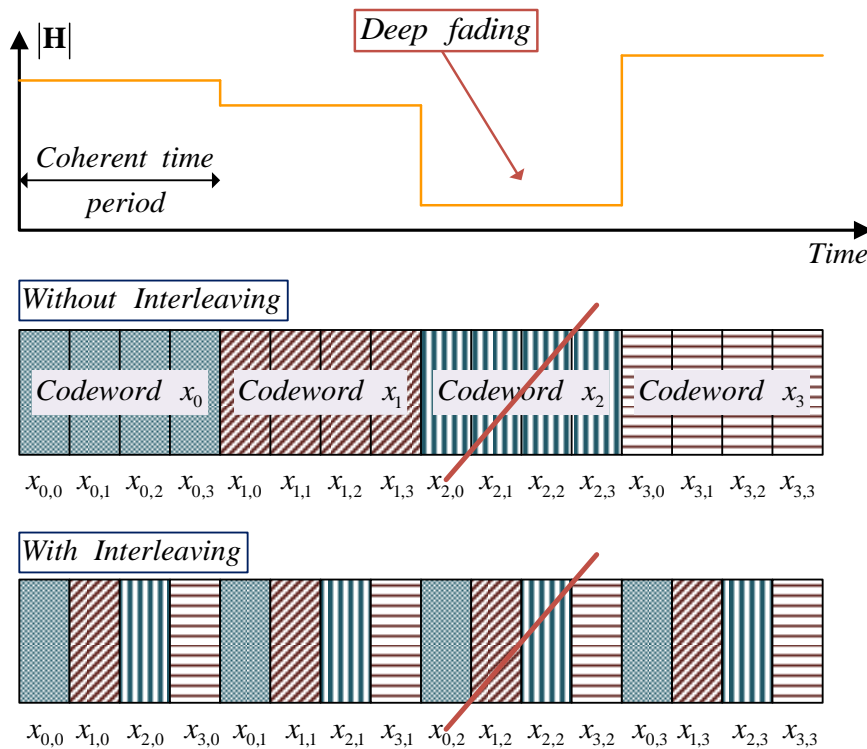 Deep fading
|H|
Coherent time
period
Time
Without Interleaving
Codeword x0 Codeword x1 Codeword x2 Codeword x3
x0,0 x0,1 x0,2 x0,3 x1,0 x1,1 x1,2 x1,3 x2,0 x2,1 x2,2 x2,3 x3,0 x3,1 x3,2 x3,3
With Interleaving
x0,0 x1,0 x2,0 x3,0 x0,1 x1,1 x2,1 x3,1 x0,2 x1,2 x2,2 x3,2 x0,3 x1,3 x2,3 x3,3